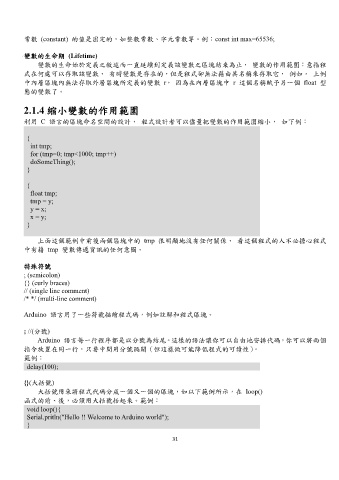 常數 (constant) 的值是固定的，如整數常數、字元常數等。例：const int max=65536;
變數的生命期 (Lifetime)
變數的生命始於定義之敘述而一直延續到定義該變數之區塊結束為止， 變數的作用範圍：意指程
式在何處可以存取該變數， 有時變數是存在的，但是程式卻無法藉由其名稱來存取它， 例如， 上例
中內層區塊內無法存取外層區塊所定義的變數 r， 因為在內層區塊中 r 這個名稱賦予另一個 float 型
態的變數了。
2.1.4 縮小變數的作用範圍
利用 C 語言的區塊命名空間的設計， 程式設計者可以儘量把變數的作用範圍縮小， 如下例：
{
int tmp;
for (tmp=0; tmp<1000; tmp++)
doSomeThing();
}
{
float tmp;
tmp = y;
y = x;
x = y;
}
上面這個範例中前後兩個區塊中的 tmp 很明顯地沒有任何關係， 看這個程式的人不必擔心程式
中有藉 tmp 變數傳遞資訊的任何意圖。
特殊符號
; (semicolon)
{} (curly braces)
// (single line comment)
/* */ (multi-line comment)
Arduino 語言用了一些符號描繪程式碼，例如註解和程式區塊。
; //(分號)
Arduino 語言每一行程序都是以分號為結尾。這樣的語法讓你可以自由地安排代碼，你可以將兩個
指令放置在同一行，只要中間用分號隔開（但這樣做可能降低程式的可讀性）。
範例：
delay(100);
{}(大括號)
大括號用來將程式代碼分成一個又一個的區塊，如以下範例所示，在 loop()
函式的前、後，必須用大括號括起來。範例：
void loop(){
Serial.pritln("Hello !! Welcome to Arduino world");
}
31